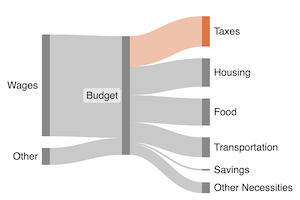 Taxes
Housing
Wages
Budget
Food
Transportation
Other
Savings
Other Necessities